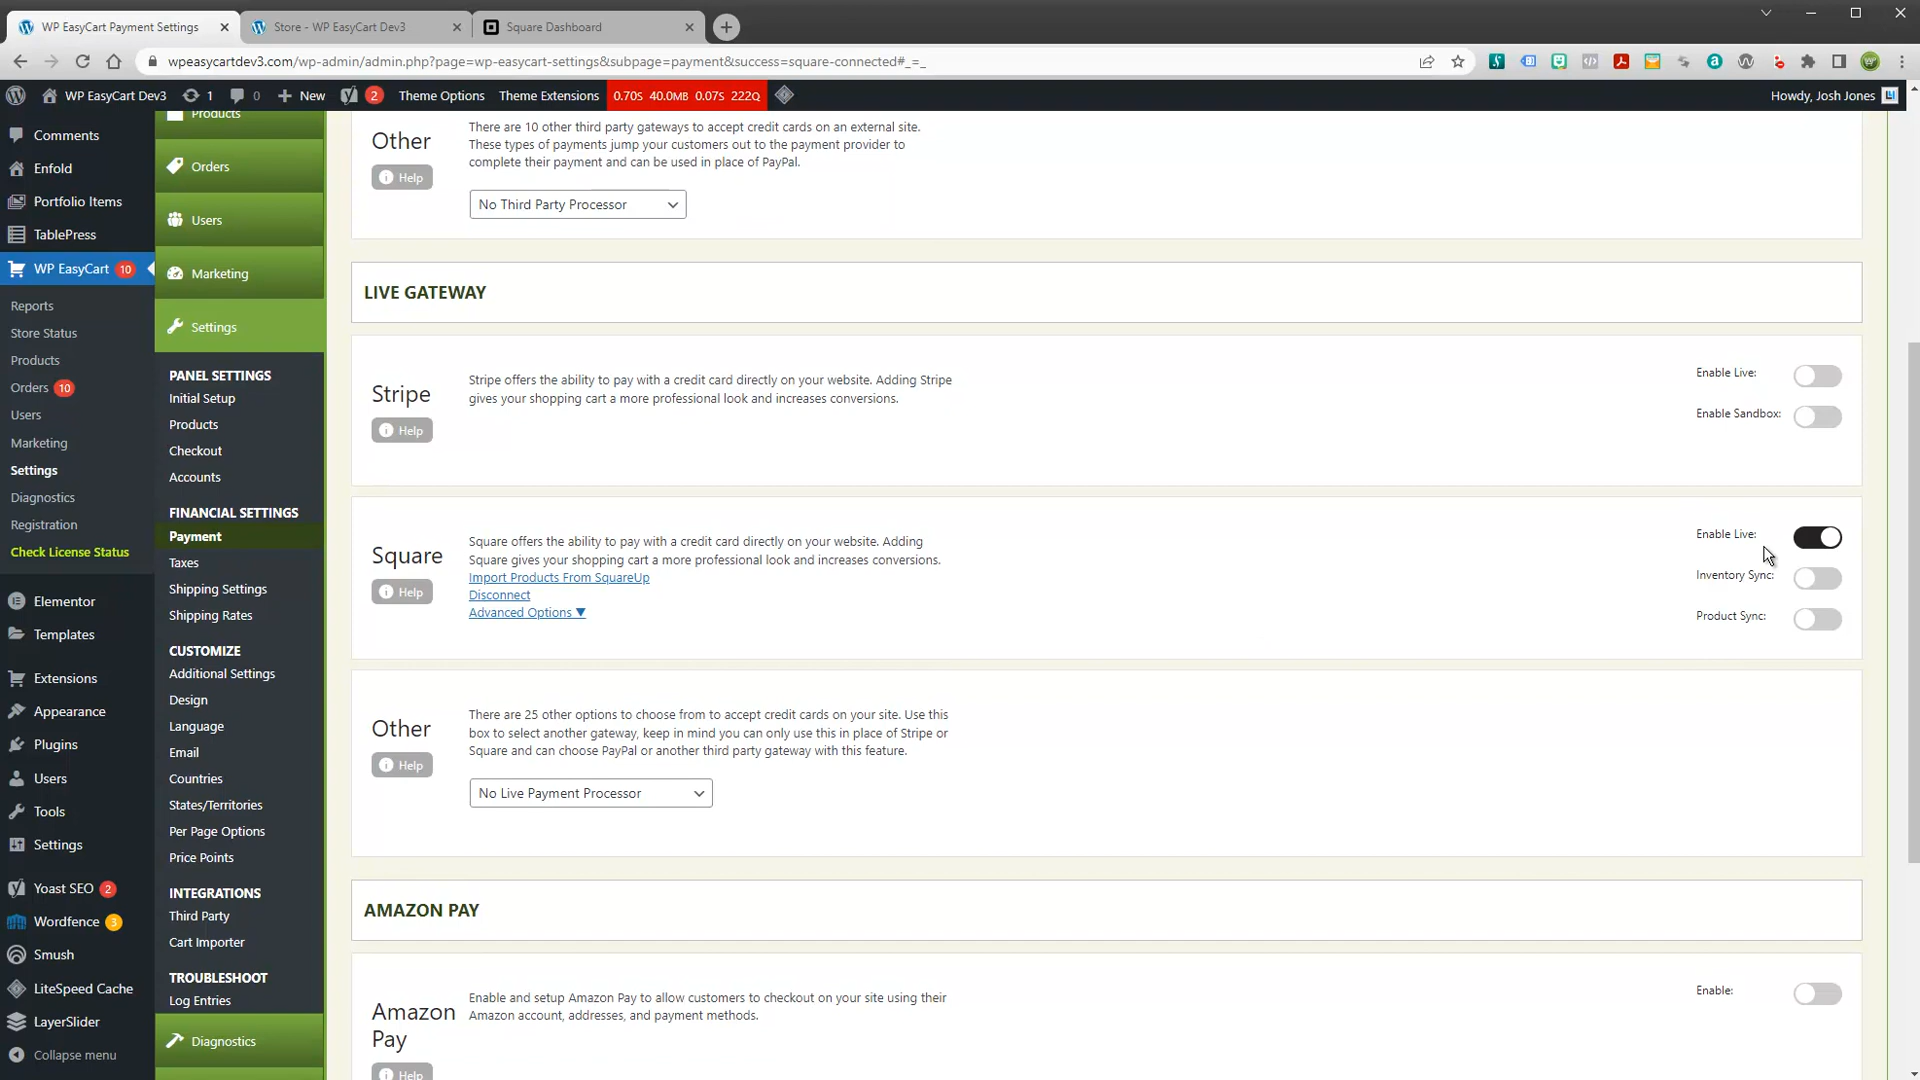 WP EasyCart Payment Settings
Store - WP EasyCart Dev3
Square Dashboard
wpeasycartdev3.com/wp-admin/admin.php?page=wp-easycart-settings&subpage=payment&success=square-connected#_=_
WP EasyCart Dev3
1
0
New
2
Theme Options
Theme Extensions
0.70S 40.0MB 0.07S 222Q
Howdy, Josh Jones
Comments
Enfold
Portfolio Items
TablePress
WP EasyCart 10
Reports
Store Status
Products
Orders 10
Users
Marketing
Settings
Diagnostics
Registration
Check License Status
Elementor
Templates
Extensions
Appearance
Plugins
Users
Tools
Settings
Yoast SEO 2
Wordfence 3
Smush
LiteSpeed Cache
LayerSlider
Collapse menu
Products
Orders
Users
Marketing
Settings
PANEL SETTINGS
Initial Setup
Products
Checkout
Accounts
FINANCIAL SETTINGS
Payment
Taxes
Shipping Settings
Shipping Rates
CUSTOMIZE
Additional Settings
Design
Language
Email
Countries
States/Territories
Per Page Options
Price Points
INTEGRATIONS
Third Party
Cart Importer
TROUBLESHOOT
Log Entries
Diagnostics
Other
Help
There are 10 other third party gateways to accept credit cards on an external site.
These types of payments jump your customers out to the payment provider to
complete their payment and can be used in place of PayPal.
No Third Party Processor
LIVE GATEWAY
Stripe
Help
Stripe offers the ability to pay with a credit card directly on your website. Adding Stripe
gives your shopping cart a more professional look and increases conversions.
Enable Live:
Enable Sandbox:
Square
Help
Square offers the ability to pay with a credit card directly on your website. Adding
Square gives your shopping cart a more professional look and increases conversions.
Import Products From SquareUp
Disconnect
Advanced Options ▼
Enable Live:
Inventory Sync:
Product Sync:
Other
Help
There are 25 other options to choose from to accept credit cards on your site. Use this
box to select another gateway, keep in mind you can only use this in place of Stripe or
Square and can choose PayPal or another third party gateway with this feature.
No Live Payment Processor
AMAZON PAY
Amazon
Pay
Help
Enable and setup Amazon Pay to allow customers to checkout on your site using their
Amazon account, addresses, and payment methods.
Enable: